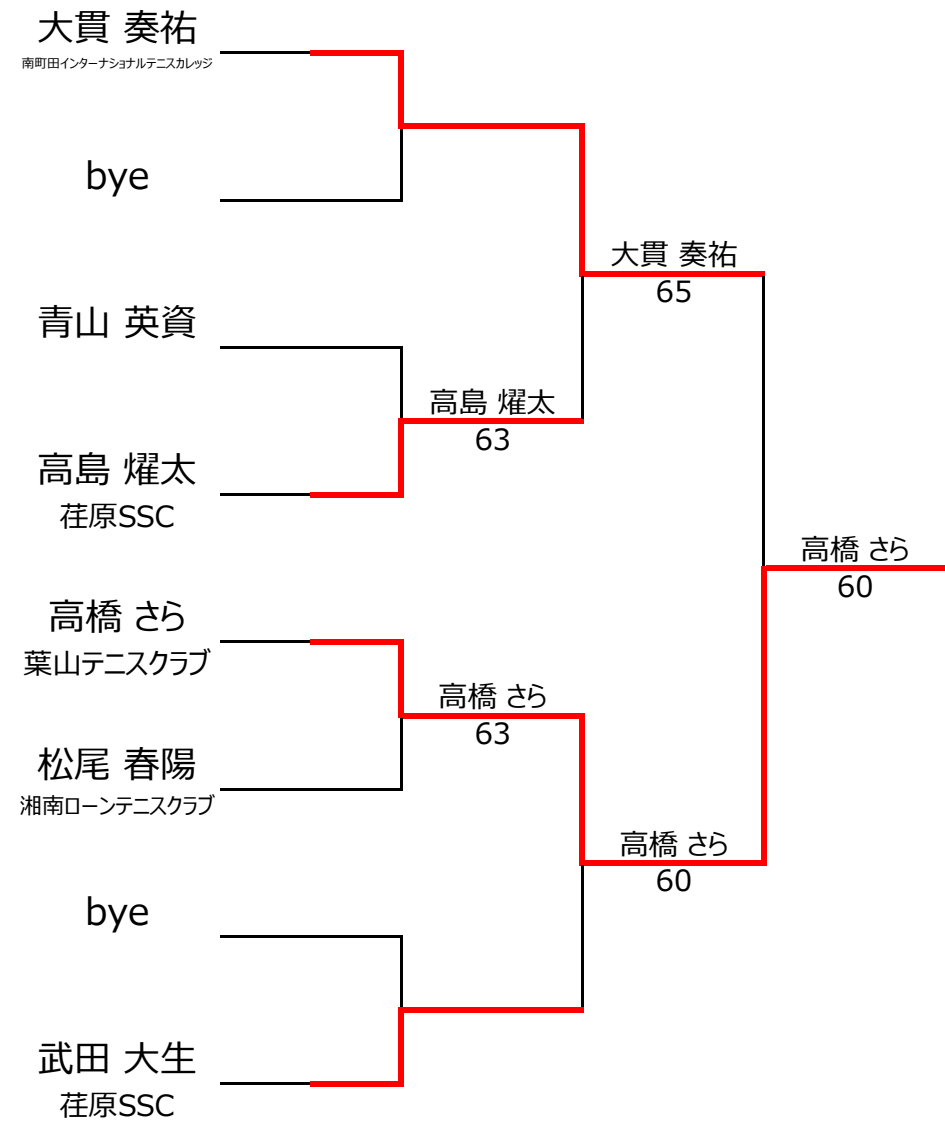 大貫 奏祐
南町田インターナショナルテニスカレッジ
bye
青山 英資
高島 燿太
荏原SSC
高橋 さら
葉山テニスクラブ
松尾 春陽
湘南ローンテニスクラブ
bye
武田 大生
荏原SSC
高島 燿太
63
高橋 さら
63
大貫 奏祐
65
高橋 さら
60
高橋 さら
60